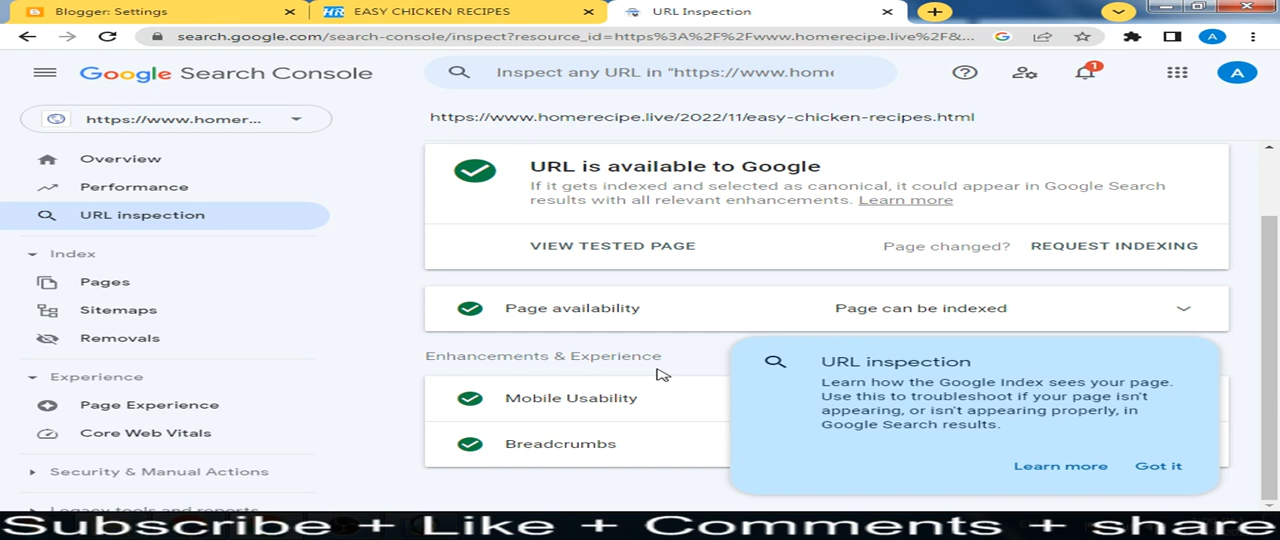 Blogger: Settings
HR EASY CHICKEN RECIPES
URL Inspection
search.google.com/search-console/inspect?resource_id=https%3A%2F%2Fwww.homerecipe.live%2F&...
A
Google Search Console
Inspect any URL in "https://www.home
1
A
https://www.homer...
https://www.homerecipe.live/2022/11/easy-chicken-recipes.html
Overview
Performance
URL inspection
Index
Pages
Sitemaps
Removals
Experience
Page Experience
Core Web Vitals
Security & Manual Actions
Legacy tools and reports
URL is available to Google
If it gets indexed and selected as canonical, it could appear in Google Search
results with all relevant enhancements. Learn more
VIEW TESTED PAGE
Page changed? REQUEST INDEXING
Page availability
Page can be indexed
Enhancements & Experience
Mobile Usability
Breadcrumbs
URL inspection
Learn how the Google Index sees your page.
Use this to troubleshoot if your page isn't
appearing, or isn't appearing properly, in
Google Search results.
Learn more
Got it
Subscribe + Like + Comments + share